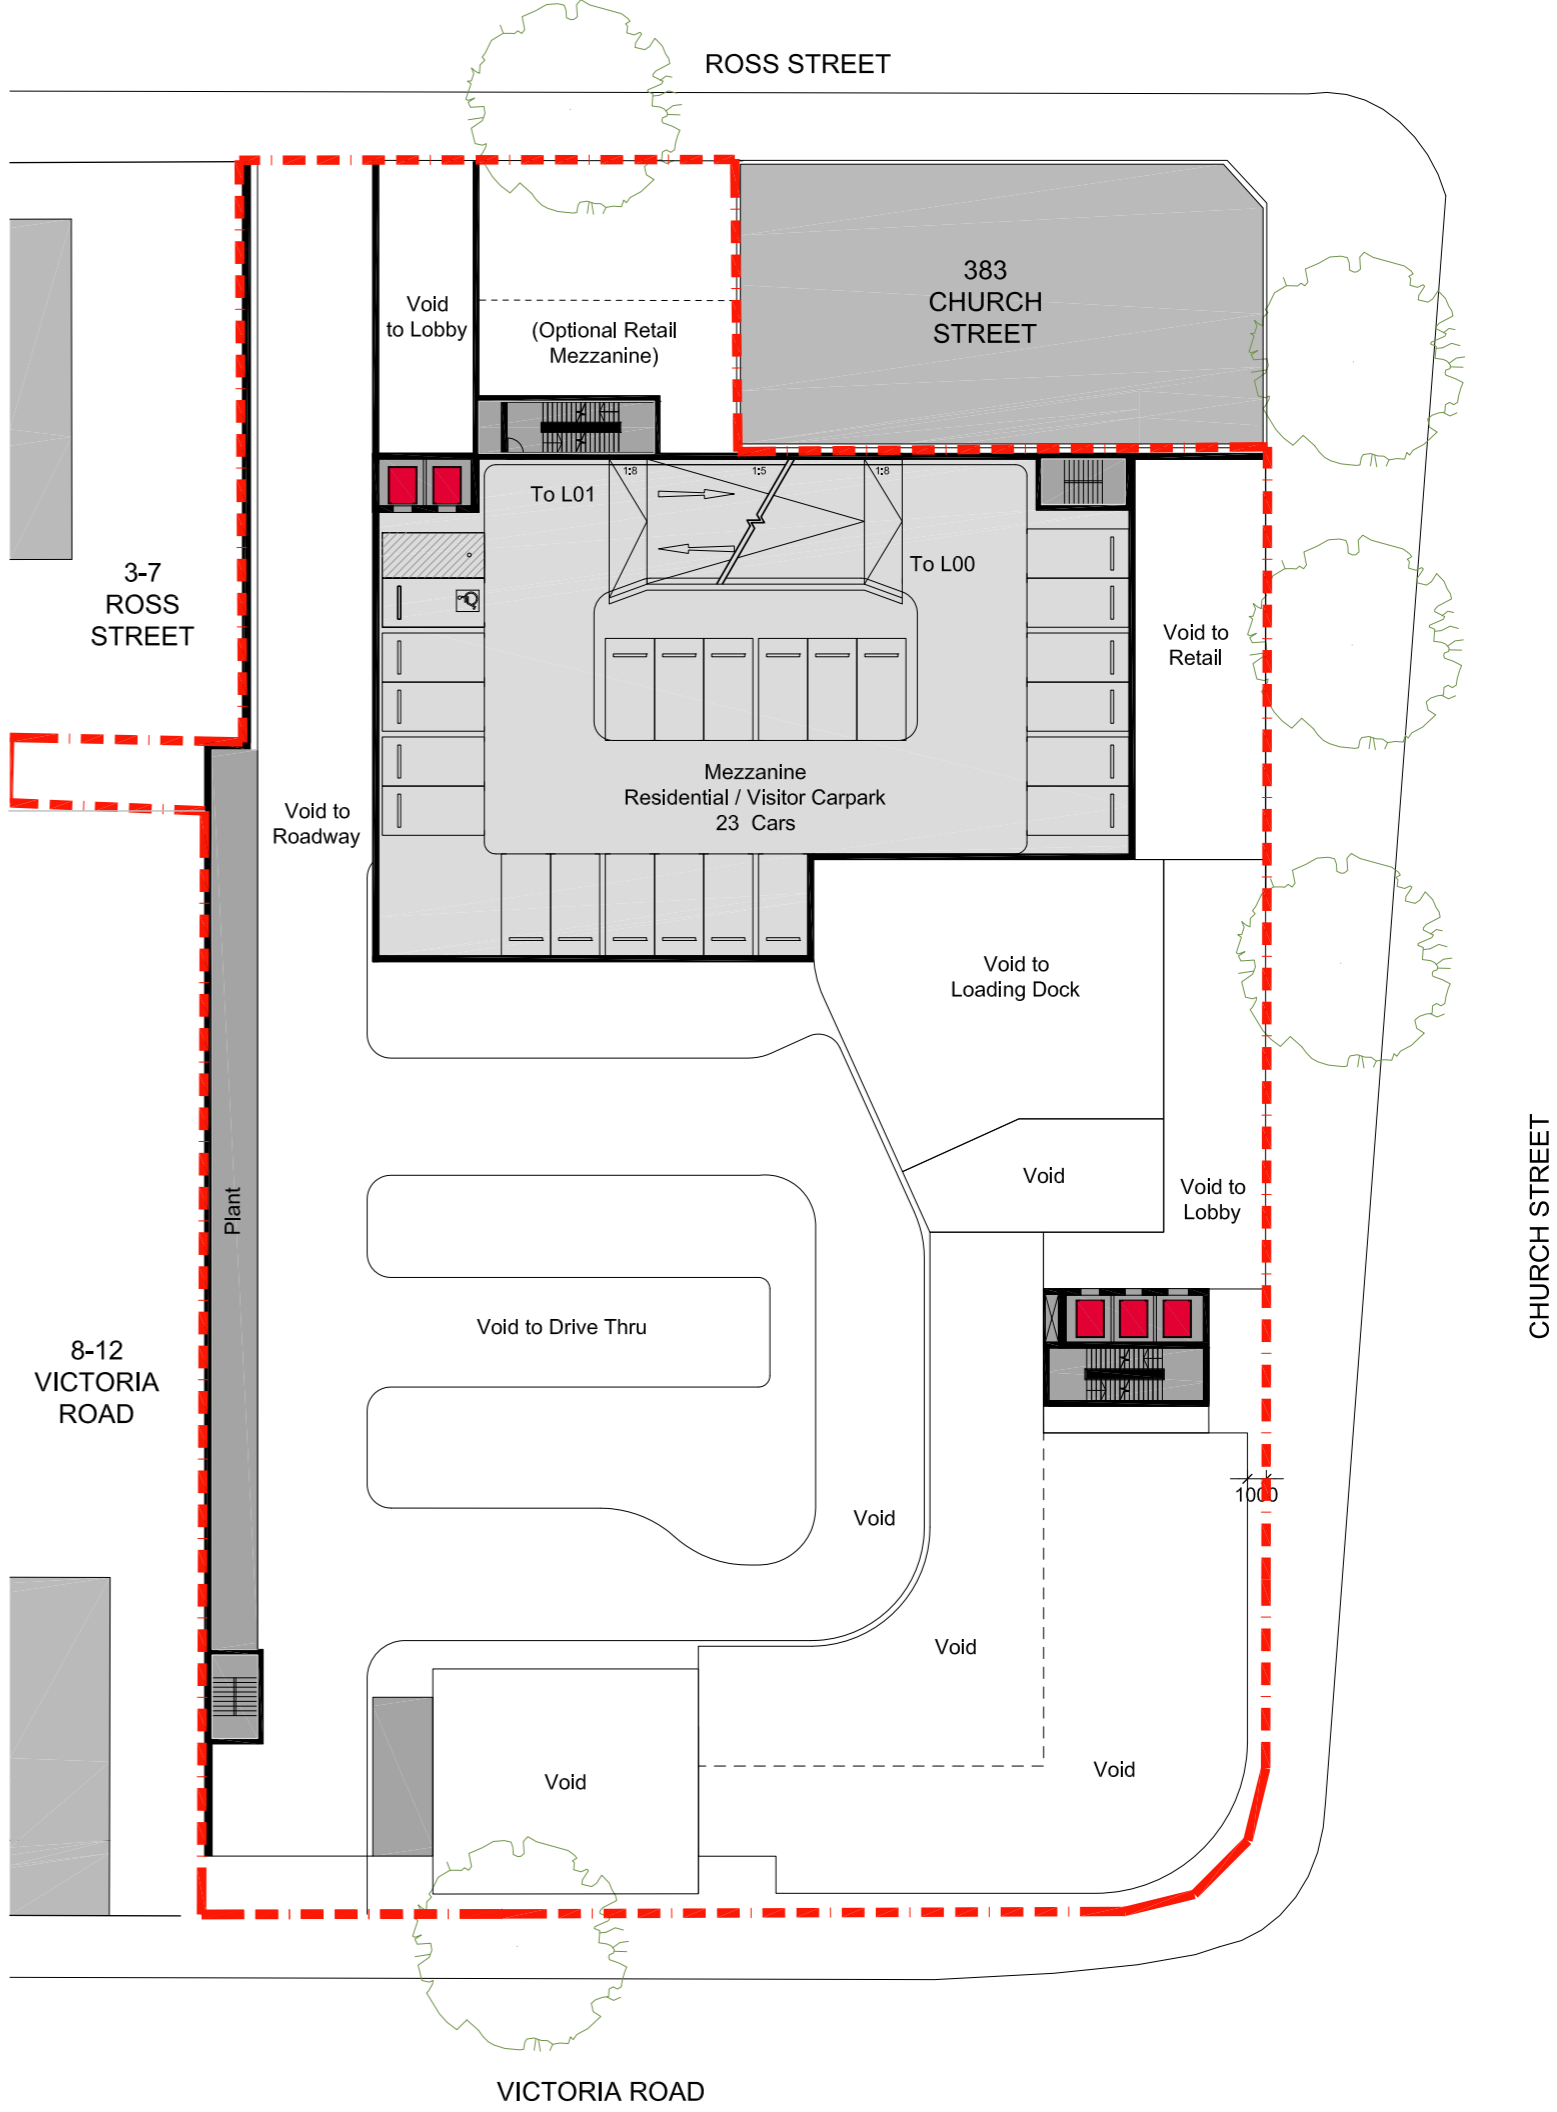 ROSS STREET
383
CHURCH
STREET
Void
to Lobby
(Optional Retail
Mezzanine)
1:8
1:5
1:8
To L01
To L00
3-7
ROSS
STREET
Void to
Retail
Mezzanine
Residential / Visitor Carpark
23 Cars
Void to
Roadway
Void to
Loading Dock
Void
Void to
Lobby
Plant
CHURCH STREET
Void to Drive Thru
8-12
VICTORIA
ROAD
1000
Void
Void
Void
Void
VICTORIA ROAD